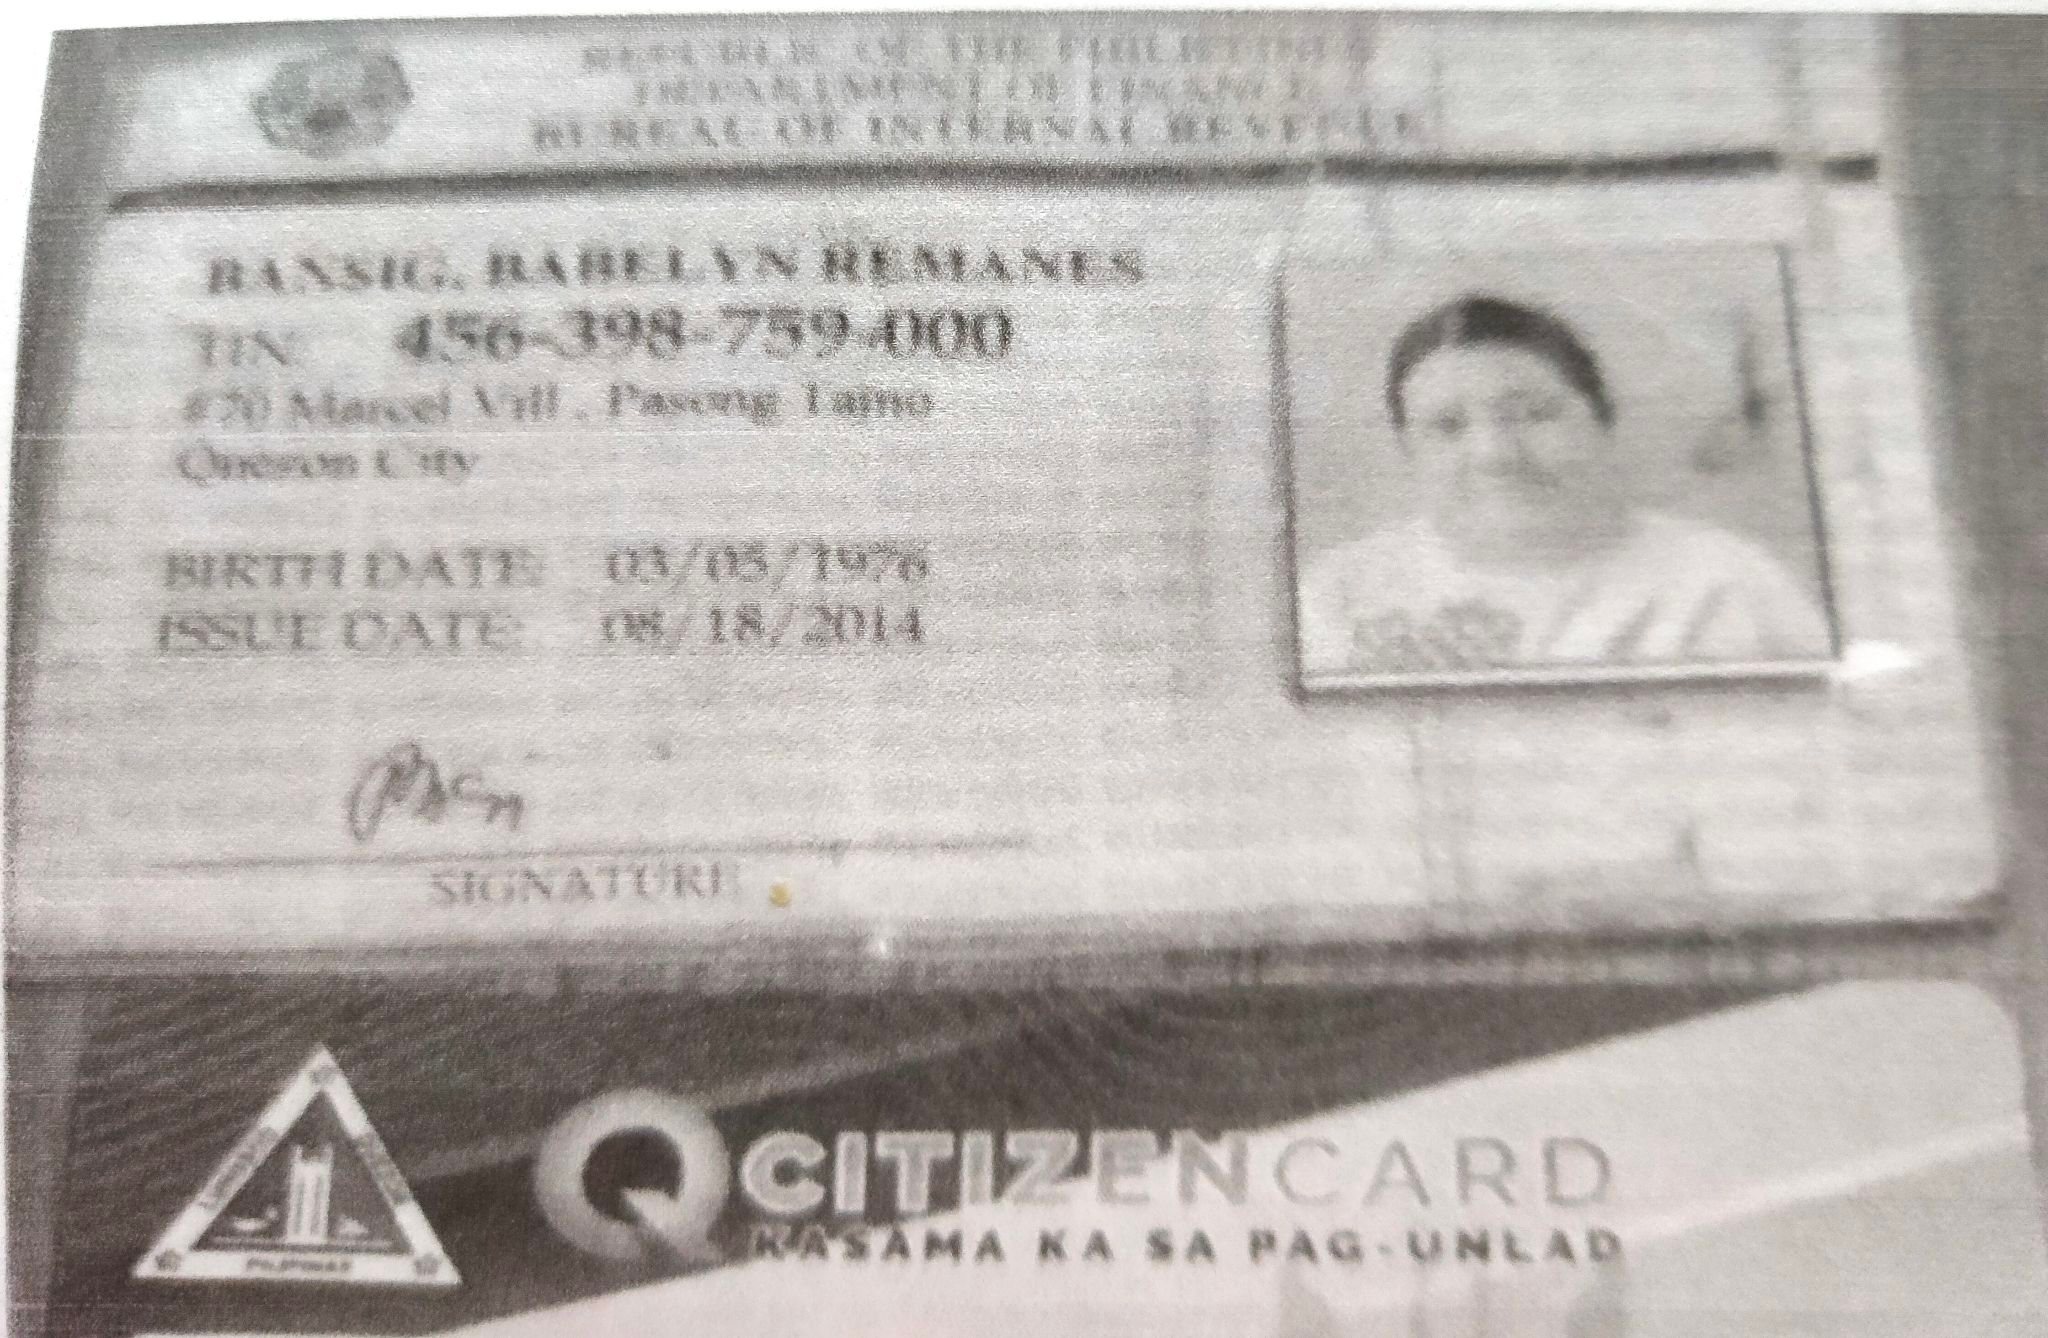 REPUBLIC OF THE PHILIPPINES
DEPARTMENT OF FINANCE
BUREAU OF INTERNAL REVENUE
BANSIG, BABELYN REMANES
TIN: 456-398-759-000
Marcel Vill., Pasong Tamo
Quezon City
BIRTH DATE: 03/05/1976
ISSUE DATE: 08/18/2014
SIGNATURE
PILIPINAS
QCITIZENCARD
KASAMA KA SA PAG-UNLAD